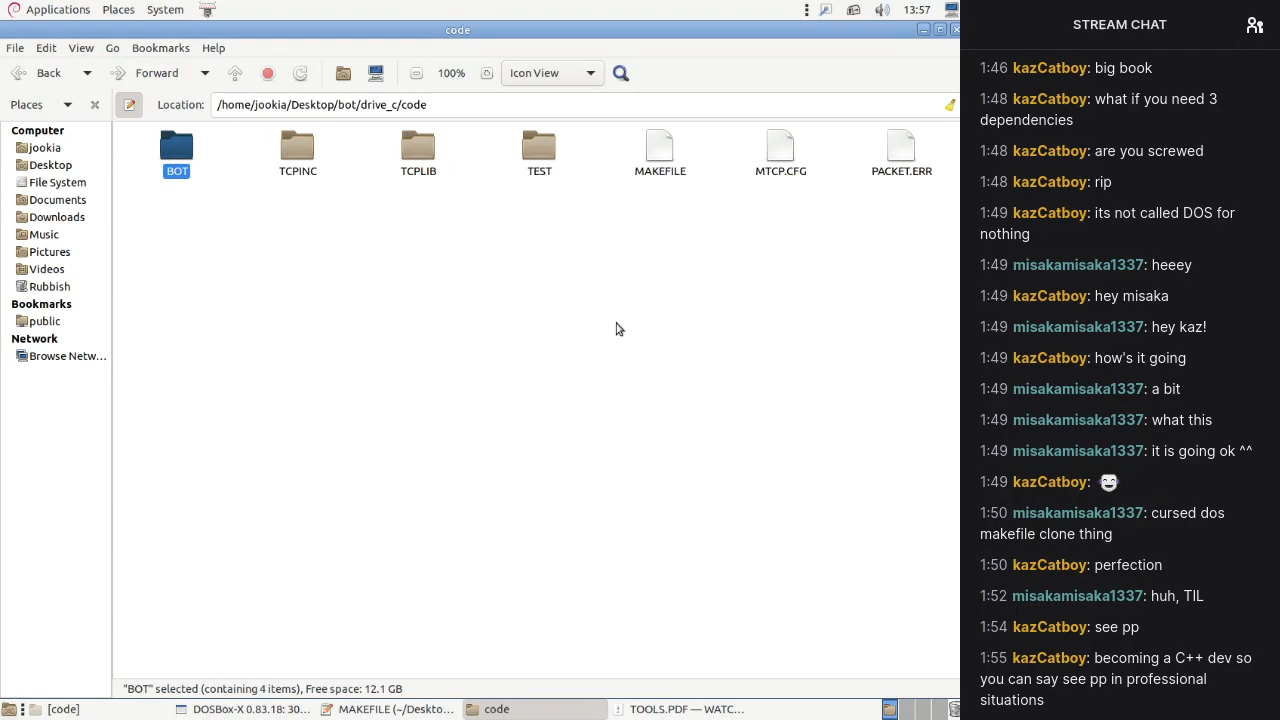 Applications Places System 13:57
code
File Edit View Go Bookmarks Help
Back Forward 100% Icon View
Places Location: /home/jookia/Desktop/bot/drive_c/code
Computer
jookia
Desktop
File System
Documents
Downloads
Music
Pictures
Videos
Rubbish
Bookmarks
public
Network
Browse Netw...
BOT TCPINC TCPLIB TEST MAKEFILE MTCP.CFG PACKET.ERR
"BOT" selected (containing 4 items), Free space: 12.1 GB
[code] DOSBox-X 0.83.18: 30... MAKEFILE (~/Deskto... code TOOLS.PDF — WATC...
STREAM CHAT
1:46 kazCatboy: big book
1:48 kazCatboy: what if you need 3
dependencies
1:48 kazCatboy: are you screwed
1:48 kazCatboy: rip
1:49 kazCatboy: its not called DOS for
nothing
1:49 misakamisaka1337: heeey
1:49 kazCatboy: hey misaka
1:49 misakamisaka1337: hey kaz!
1:49 kazCatboy: how's it going
1:49 misakamisaka1337: a bit
1:49 misakamisaka1337: what this
1:49 misakamisaka1337: it is going ok ^^
1:49 kazCatboy:
1:50 misakamisaka1337: cursed dos
makefile clone thing
1:50 kazCatboy: perfection
1:52 misakamisaka1337: huh, TIL
1:54 kazCatboy: see pp
1:55 kazCatboy: becoming a C++ dev so
you can say see pp in professional
situations